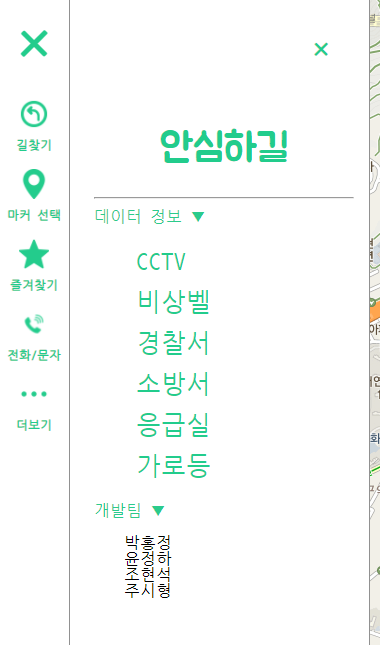 길찾기
마커 선택
즐겨찾기
전화/문자
더보기
안심하길
데이터 정보 ▼
CCTV
비상벨
경찰서
소방서
응급실
가로등
개발팀 ▼
박홍정
윤정하
조현석
주시형